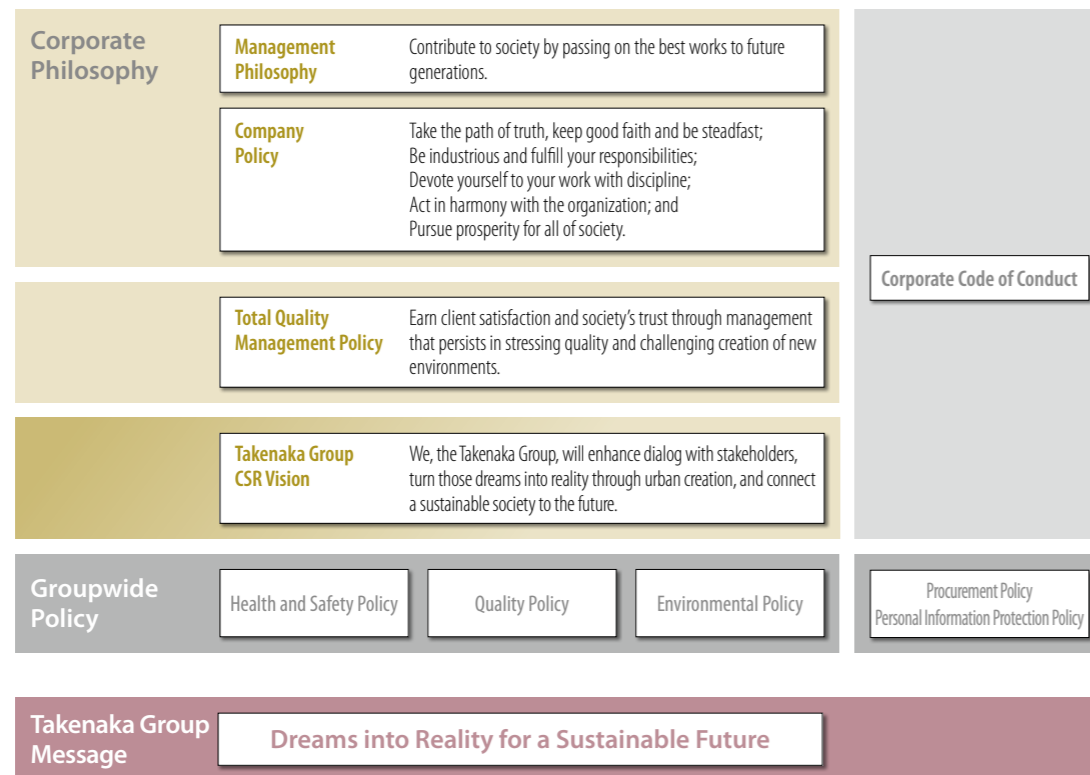 Corporate
Philosophy
Management
Philosophy
Contribute to society by passing on the best works to future
generations.
Company
Policy
Take the path of truth, keep good faith and be steadfast;
Be industrious and fulfill your responsibilities;
Devote yourself to your work with discipline;
Act in harmony with the organization; and
Pursue prosperity for all of society.
Corporate Code of Conduct
Total Quality
Management Policy
Earn client satisfaction and society's trust through management
that persists in stressing quality and challenging creation of new
environments.
Takenaka Group
CSR Vision
We, the Takenaka Group, will enhance dialog with stakeholders,
turn those dreams into reality through urban creation, and connect
a sustainable society to the future.
Groupwide
Policy
Health and Safety Policy
Quality Policy
Environmental Policy
Procurement Policy
Personal Information Protection Policy
Takenaka Group
Message
Dreams into Reality for a Sustainable Future